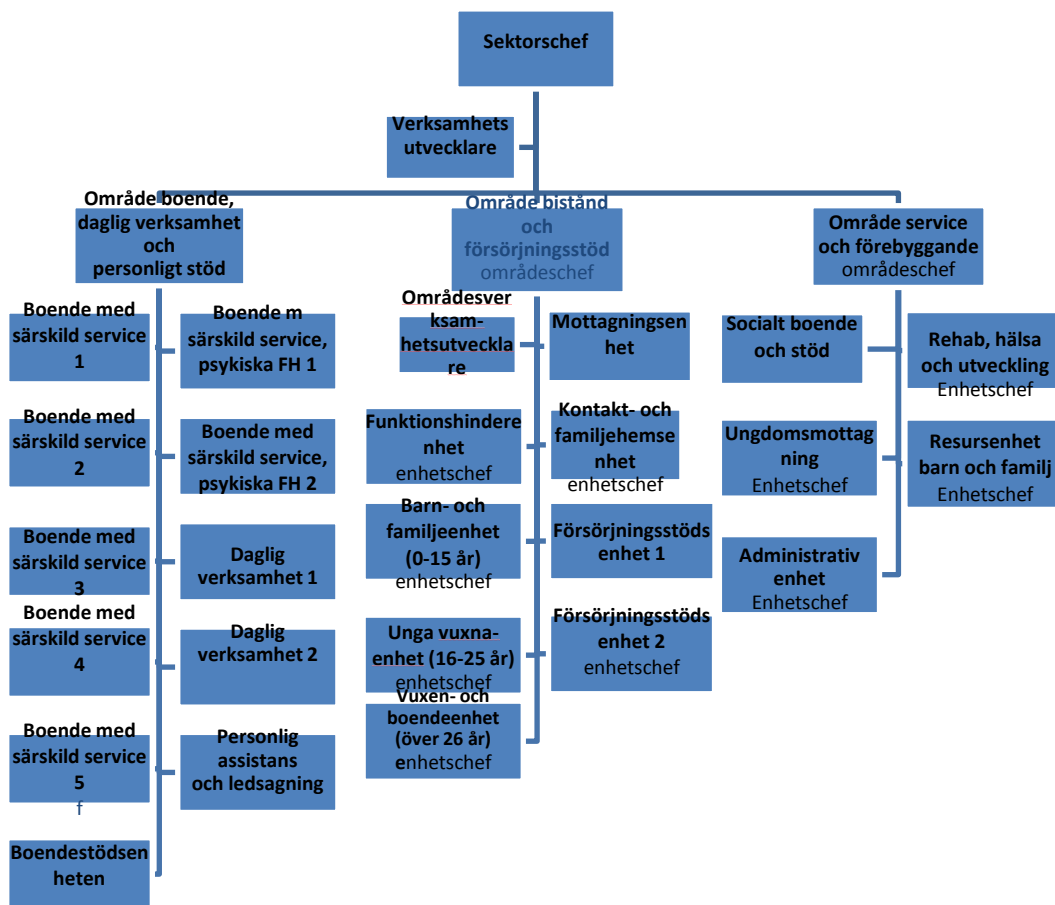 Sektorschef
Verksamhets
utvecklare
Område boende,
daglig verksamhet
och
personligt stöd
Område bistånd
och
försörjningsstöd
områdeschef
Område service
och förebyggande
områdeschef
Boende med
särskild service
1
Boende m
särskild service,
psykiska FH 1
Boende med
särskild service
2
Boende med
särskild service,
psykiska FH 2
Boende med
särskild service
3
Daglig
verksamhet 1
Boende med
särskild service
4
Daglig
verksamhet 2
Boende med
särskild service
5
f
Personlig
assistans
och ledsagning
Boendestödsen
heten
Områdesver
ksam-
hetsutveckla
re
Mottagningsen
het
Funktionshindere
nhet
enhetschef
Kontakt- och
familjehemse
nhet
enhetschef
Barn- och
familjeenhet
(0-15 år)
enhetschef
Försörjningsstöds
enhet 1
Unga vuxna-
enhet (16-25 år)
enhetschef
Försörjningsstöds
enhet 2
enhetschef
Vuxen- och
boendeenhet
(över 26 år)
enhetschef
Socialt boende
och stöd
Rehab, hälsa
och utveckling
Enhetschef
Ungdomsmottag
ning
Enhetschef
Resursenhet
barn och familj
Enhetschef
Administrativ
enhet
Enhetschef